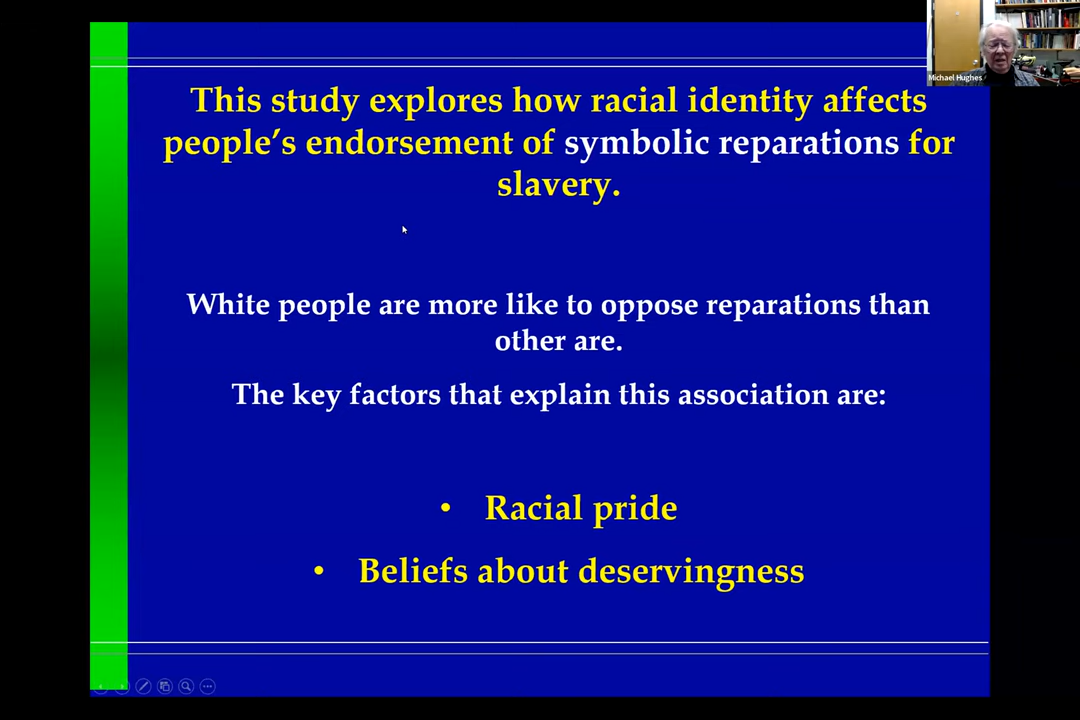 Michael Hughes
This study explores how racial identity affects
people’s endorsement of symbolic reparations for
slavery.
White people are more like to oppose reparations than
other are.
The key factors that explain this association are:
• Racial pride
• Beliefs about deservingness